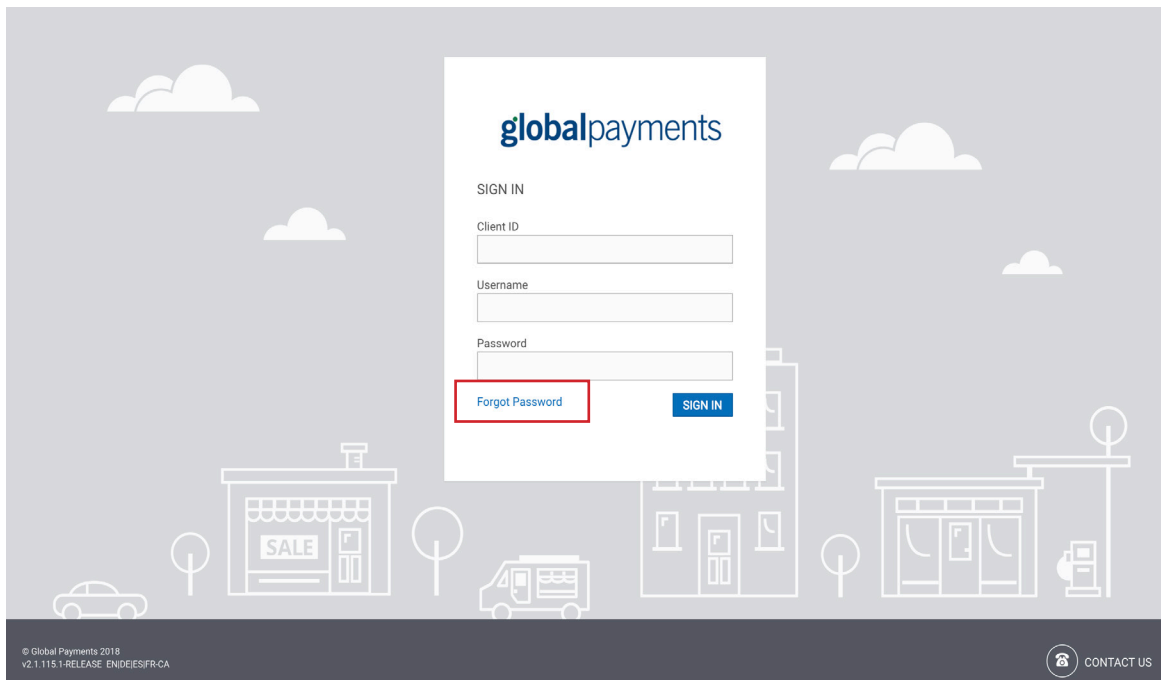 globalpayments
SIGN IN
Client ID
Username
Password
Forgot Password
SIGN IN
SALE
© Global Payments 2018
v2.1.115.1-RELEASE EN|DE|ES|FR-CA
CONTACT US